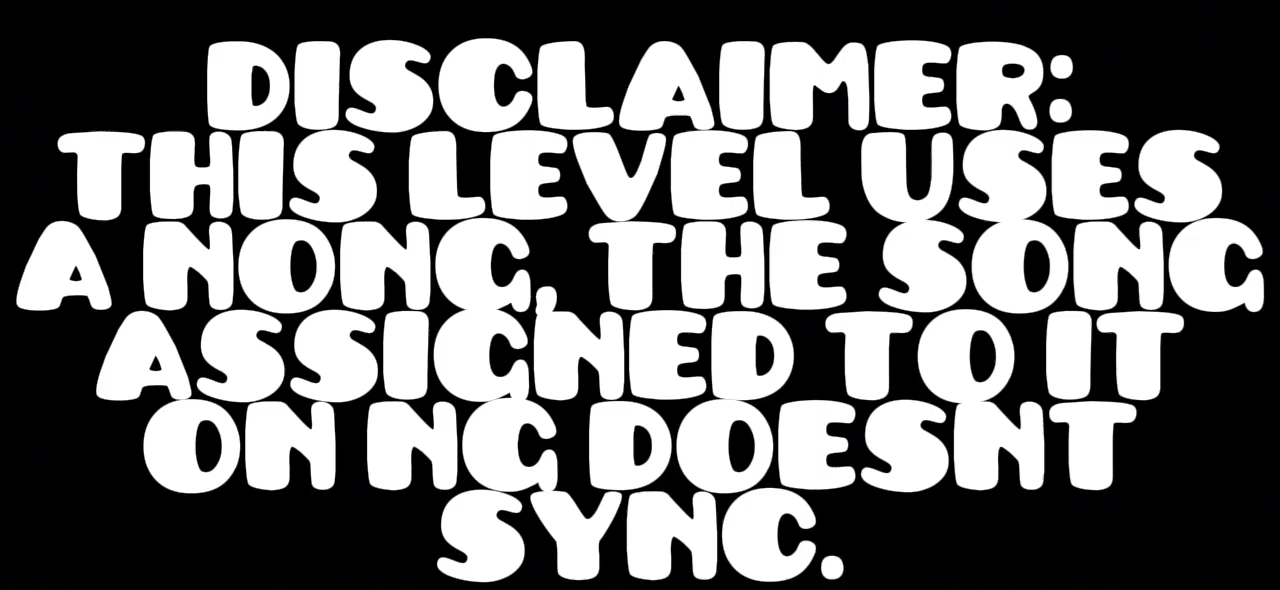 DISCLAIMER:
THIS LEVEL USES
A NONG, THE SONG
ASSIGNED TO IT
ON NG DOESNT
SYNC.